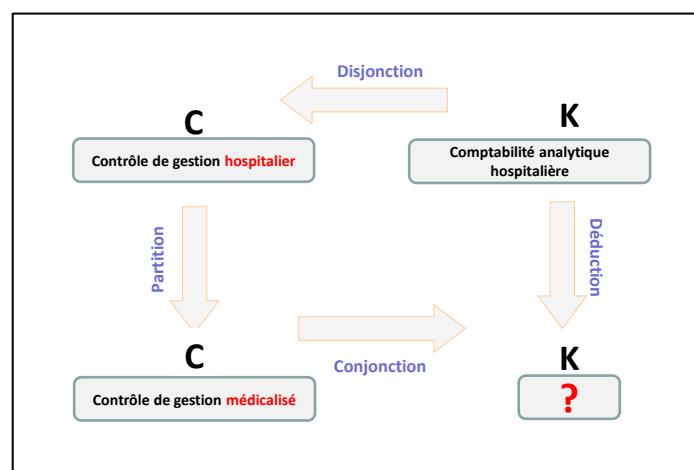 Disjonction
C
K
Contrôle de gestion hospitalier
Comptabilité analytique
hospitalière
Partition
Déduction
C
K
Conjonction
Contrôle de gestion médicalisé
?